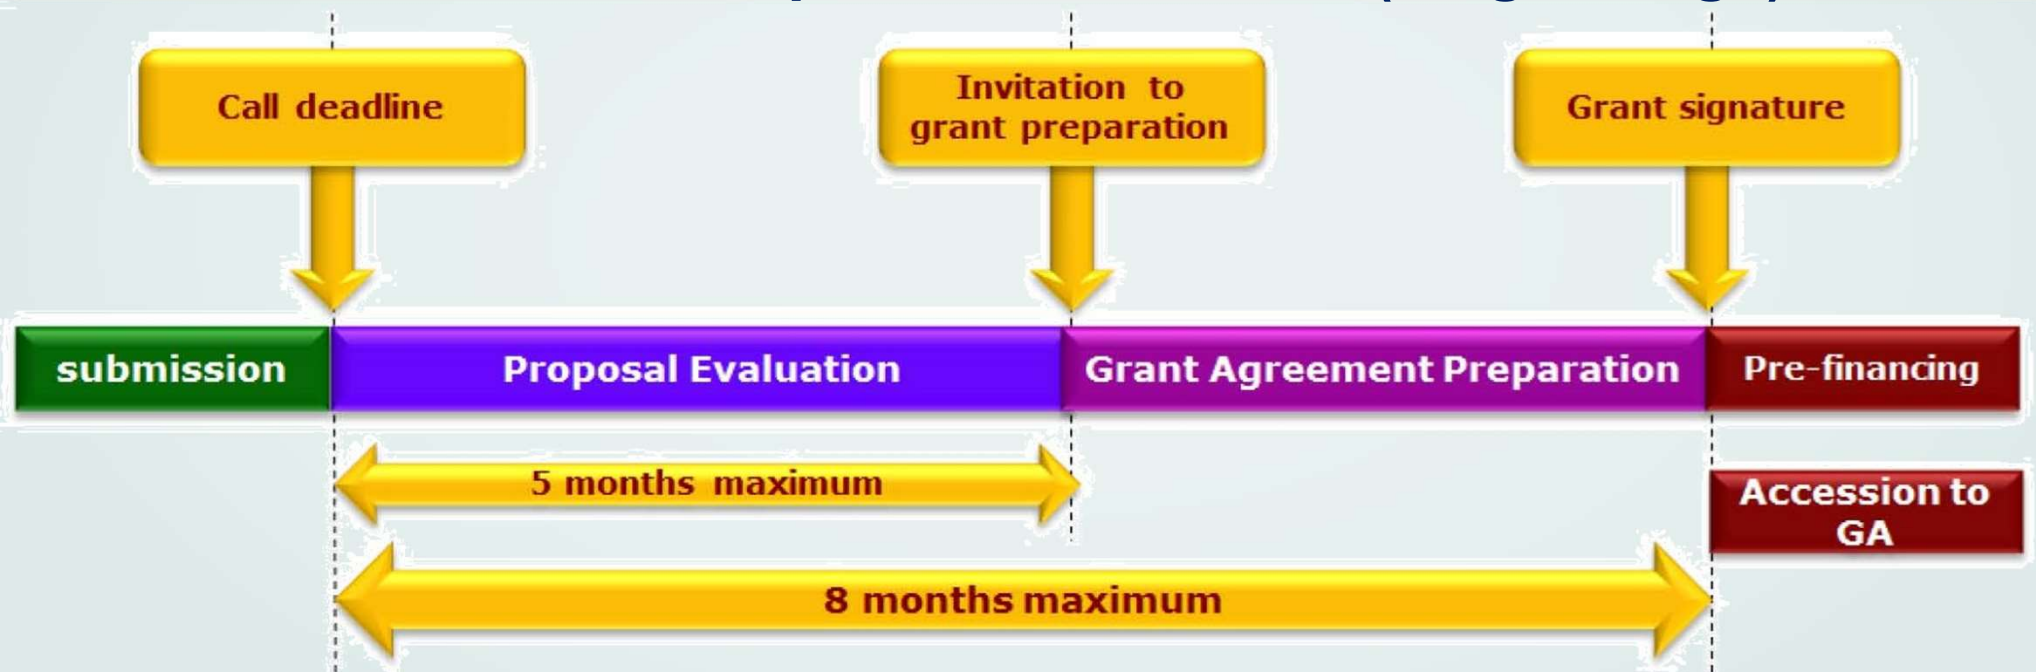 Call deadline
Invitation to
grant preparation
Grant signature
submission
Proposal Evaluation
Grant Agreement Preparation
Pre-financing
5 months maximum
Accession to
GA
8 months maximum